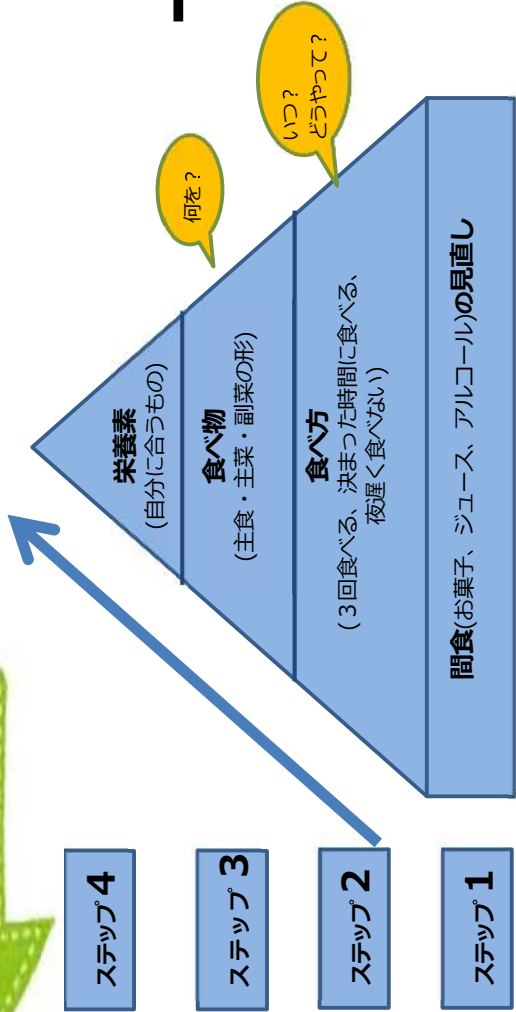 ステップ 4
栄養素
(自分に合うもの)
何を？
ステップ 3
食べ物
(主食・主菜・副菜の形)
いつ？
どうやって？
ステップ 2
食べ方
(３回食べる、決まった時間に食べる、
夜遅く食べない)
ステップ 1
間食(お菓子、ジュース、アルコール)の見直し